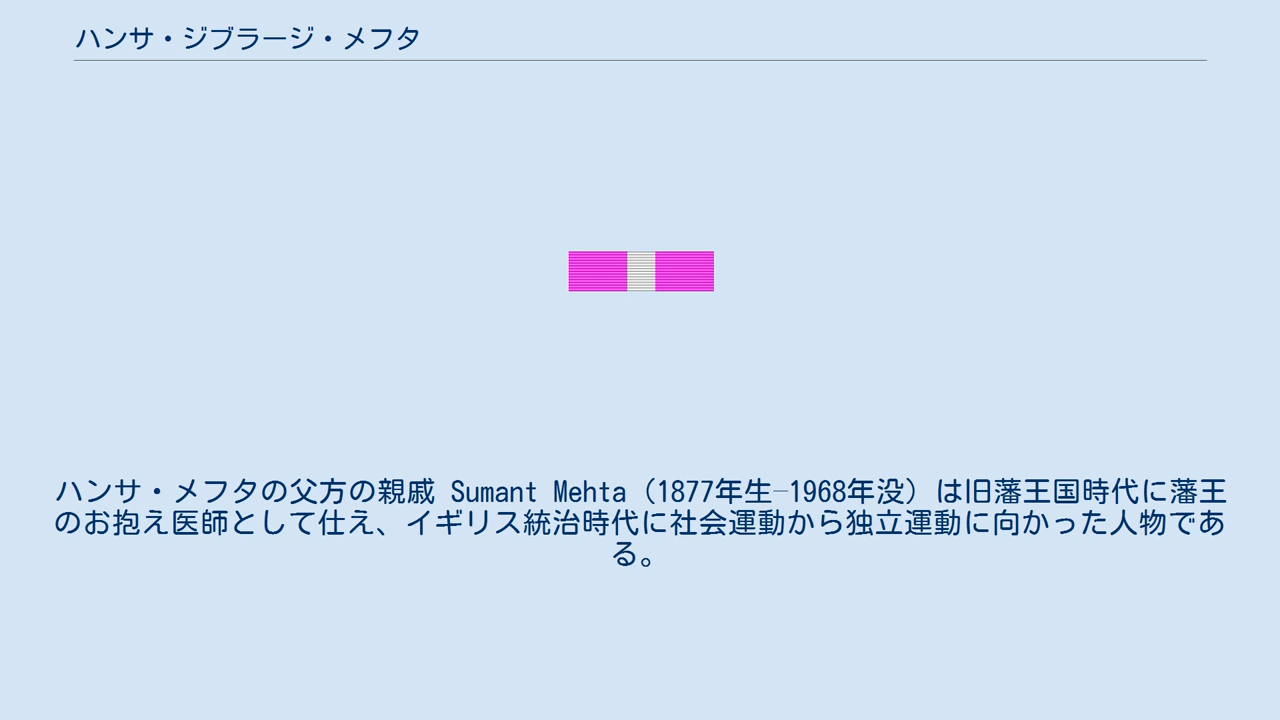 ハンサ・ジブラージ・メフタ
ハンサ・メフタの父方の親戚 Sumant Mehta（1877年生–1968年没）は旧藩王国時代に藩王
のお抱え医師として仕え、イギリス統治時代に社会運動から独立運動に向かった人物であ
る。